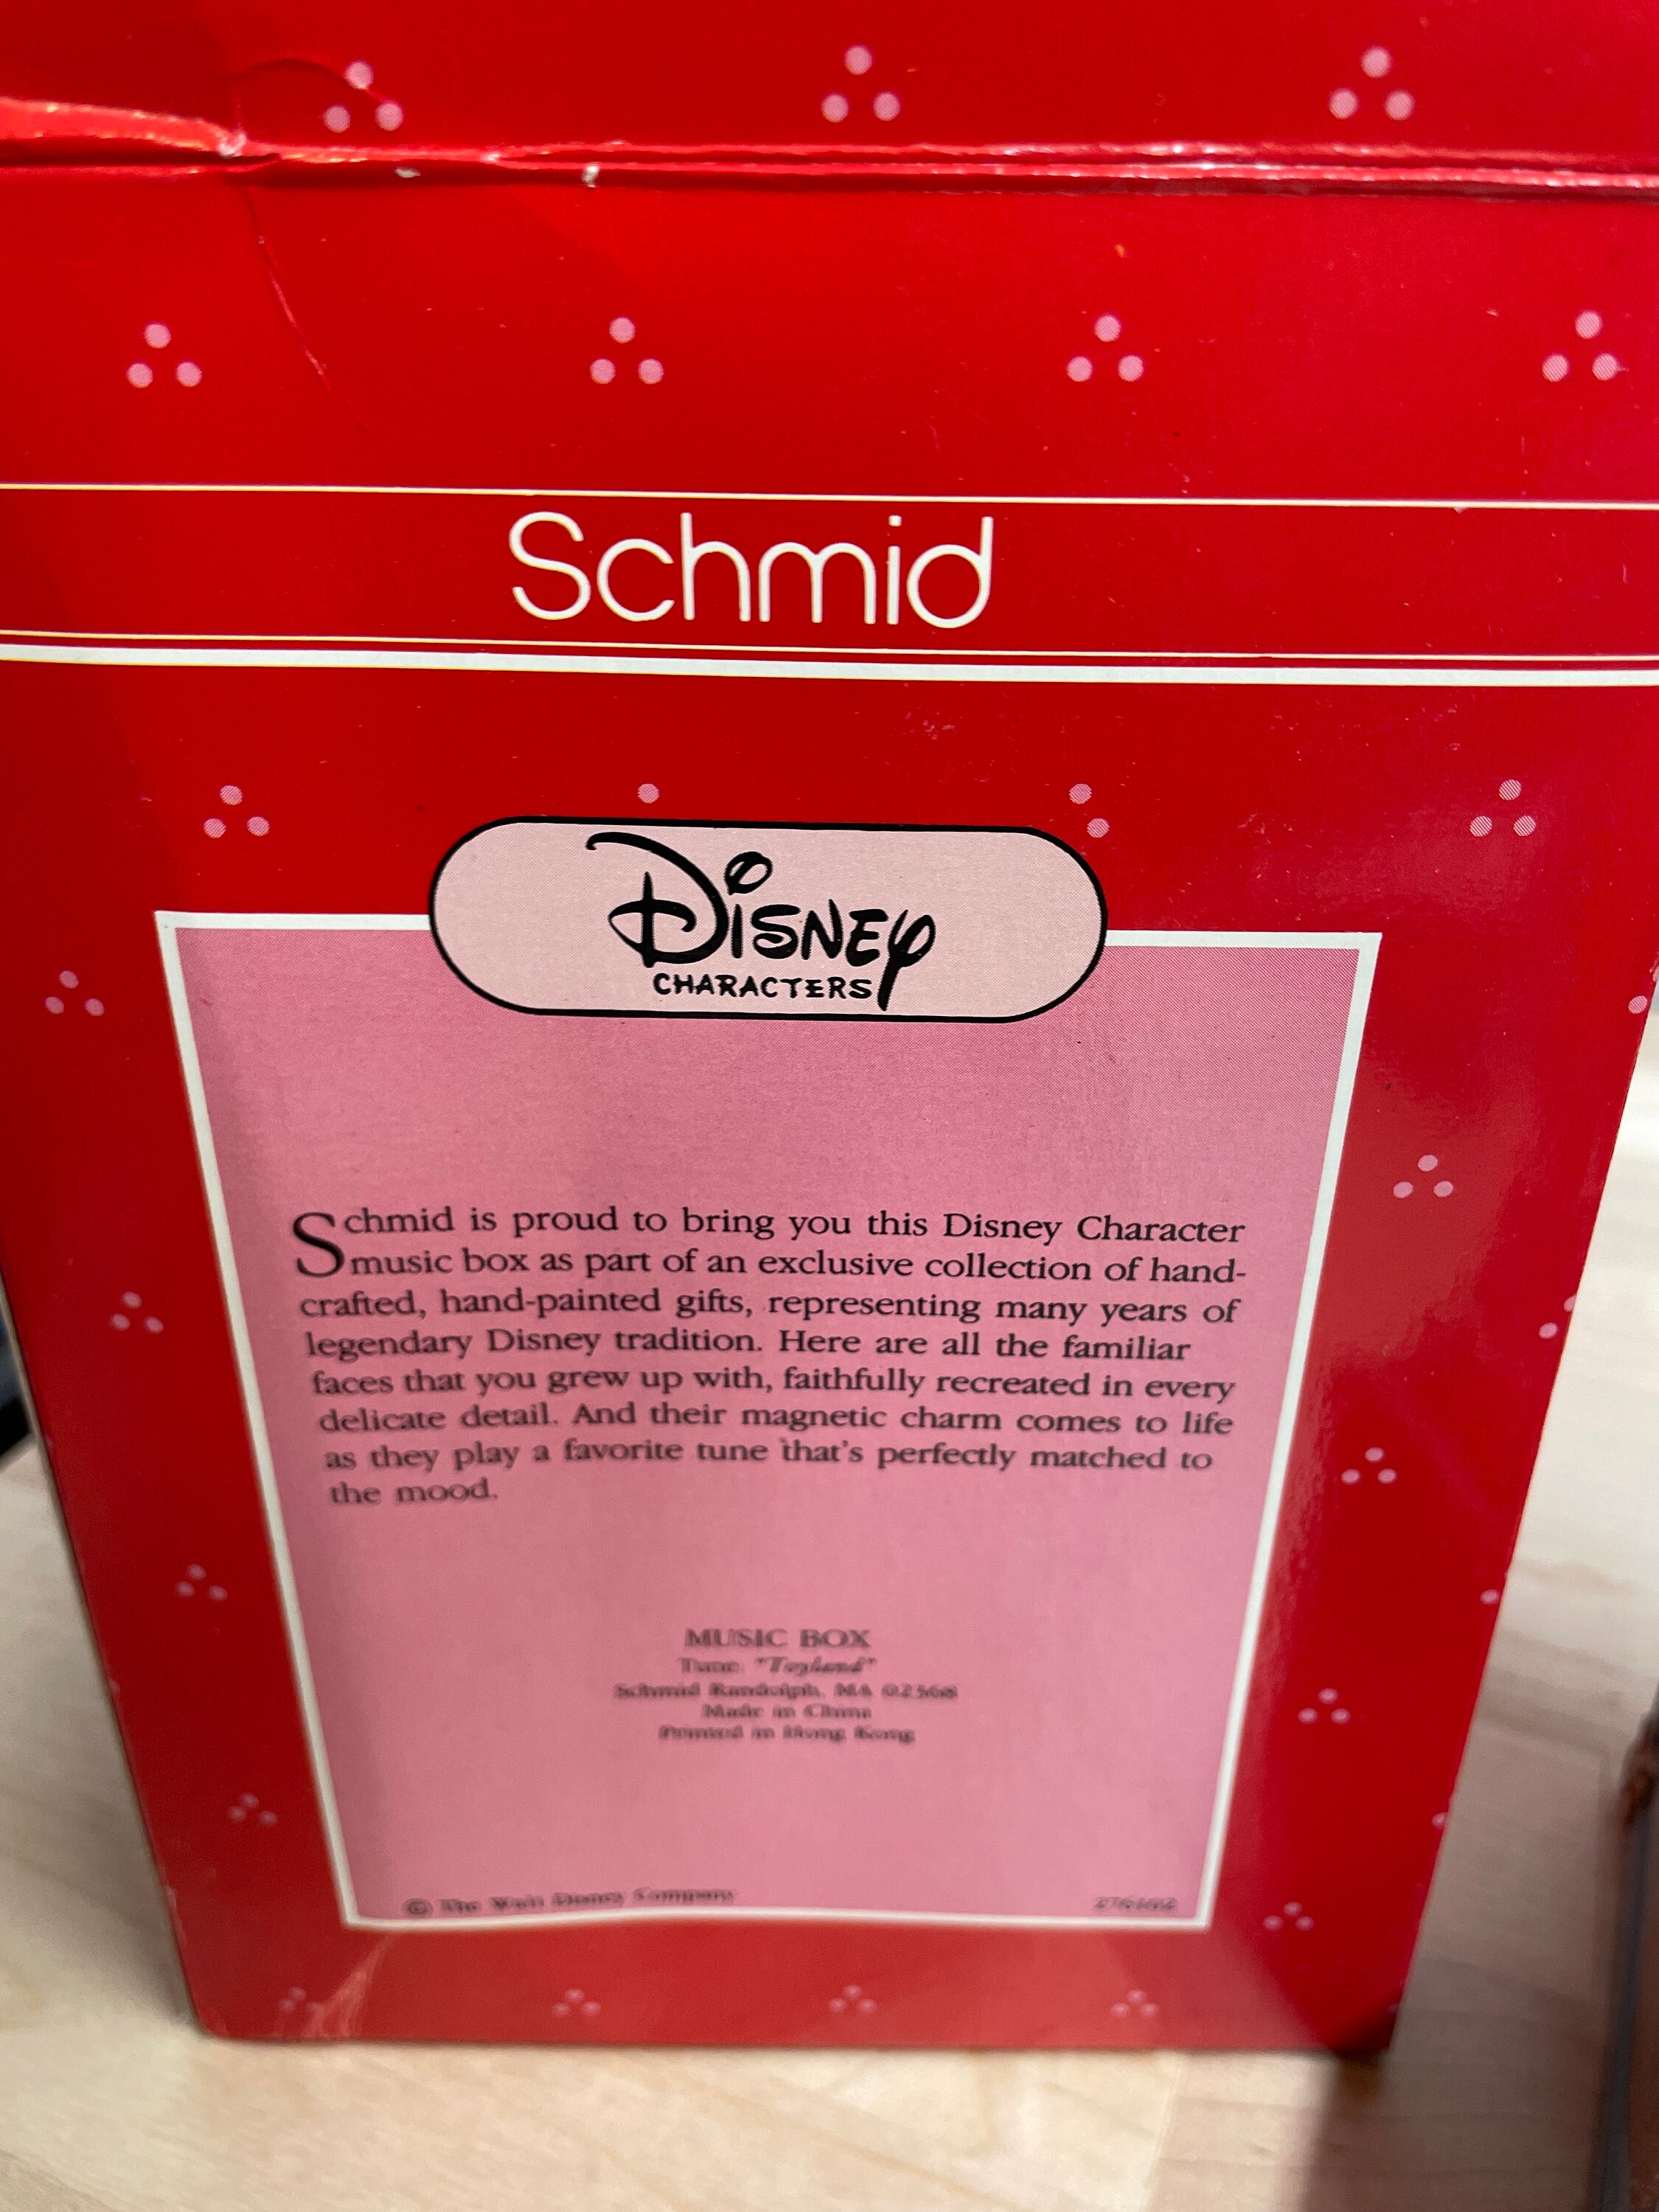 Schmid
Disney
CHARACTERS
Schmid is proud to bring you this Disney Character
music box as part of an exclusive collection of hand-
crafted, hand-painted gifts, representing many years of
legendary Disney tradition. Here are all the familiar
faces that you grew up with, faithfully recreated in every
delicate detail. And their magnetic charm comes to life
as they play a favorite tune that's perfectly matched to
the mood.
MUSIC BOX
Tune: "Toyland"
Schmid Randolph, MA 02368
Made in China
Printed in Hong Kong
© The Walt Disney Company